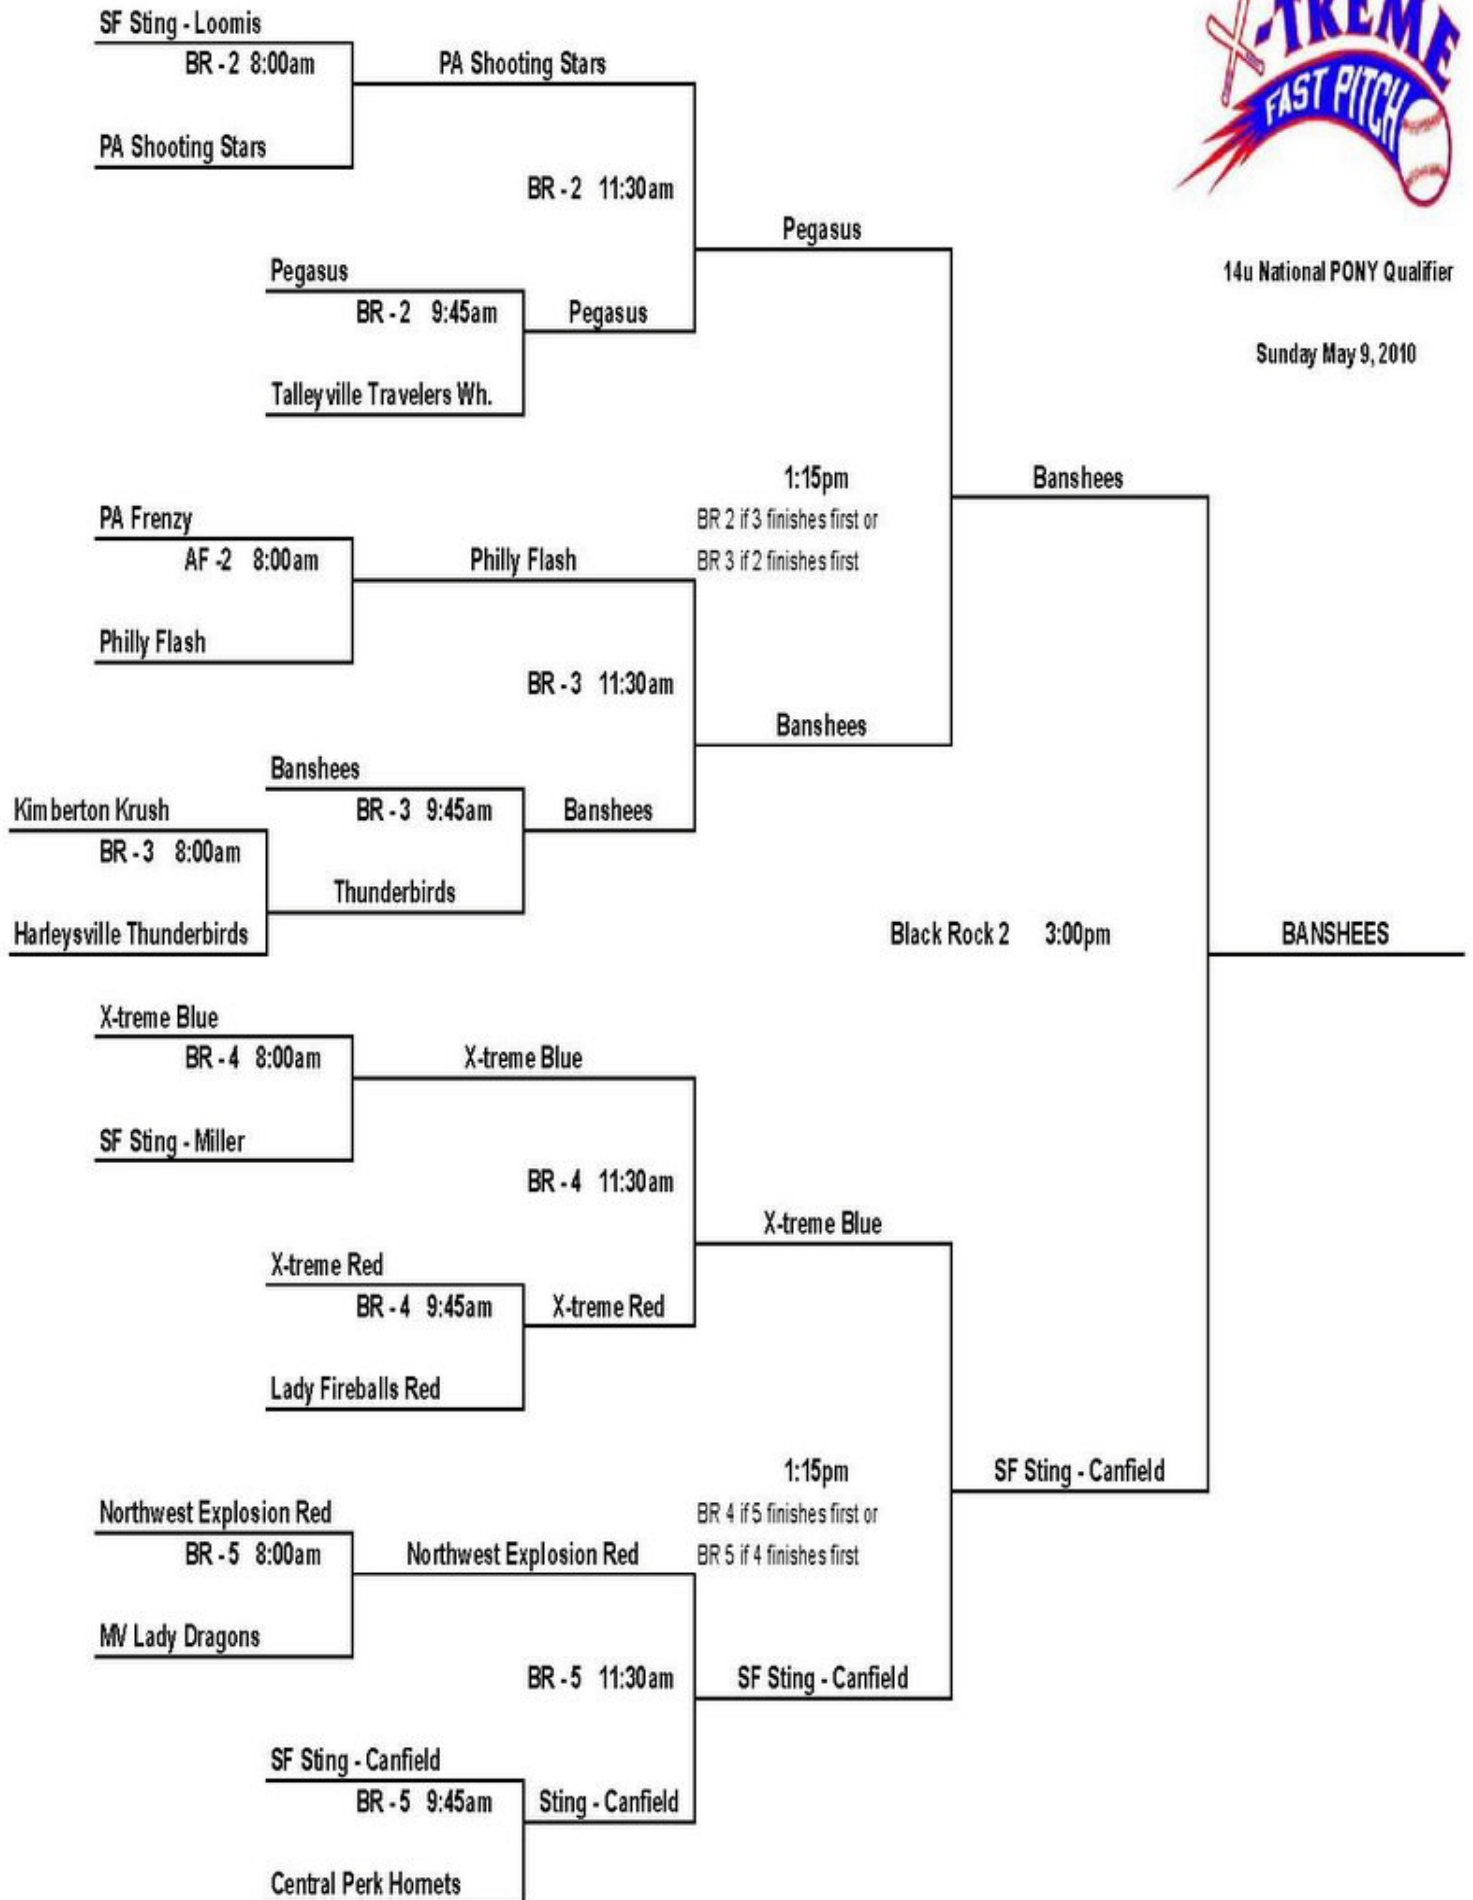 SF Sting - Loomis
BR - 2 8:00am
PA Shooting Stars
PA Shooting Stars
BR - 2 11:30am
Pegasus
Pegasus
BR - 2 9:45am
Pegasus
Talleyville Travelers Wh.
-TREME
FAST PITCH
14u National PONY Qualifier
Sunday May 9, 2010
1:15pm
BR 2 if 3 finishes first or
BR 3 if 2 finishes first
Banshees
PA Frenzy
AF -2 8:00am
Philly Flash
Philly Flash
BR - 3 11:30am
Banshees
Banshees
BR - 3 9:45am
Banshees
Kimberton Krush
BR - 3 8:00am
Thunderbirds
Harleysville Thunderbirds
Black Rock 2 3:00pm
BANSHEES
X-treme Blue
BR - 4 8:00am
X-treme Blue
SF Sting - Miller
BR - 4 11:30am
X-treme Blue
X-treme Red
BR - 4 9:45am
X-treme Red
Lady Fireballs Red
1:15pm
BR 4 if 5 finishes first or
BR 5 if 4 finishes first
SF Sting - Canfield
Northwest Explosion Red
BR - 5 8:00am
Northwest Explosion Red
MV Lady Dragons
BR - 5 11:30am
SF Sting - Canfield
SF Sting - Canfield
BR - 5 9:45am
Sting - Canfield
Central Perk Hornets